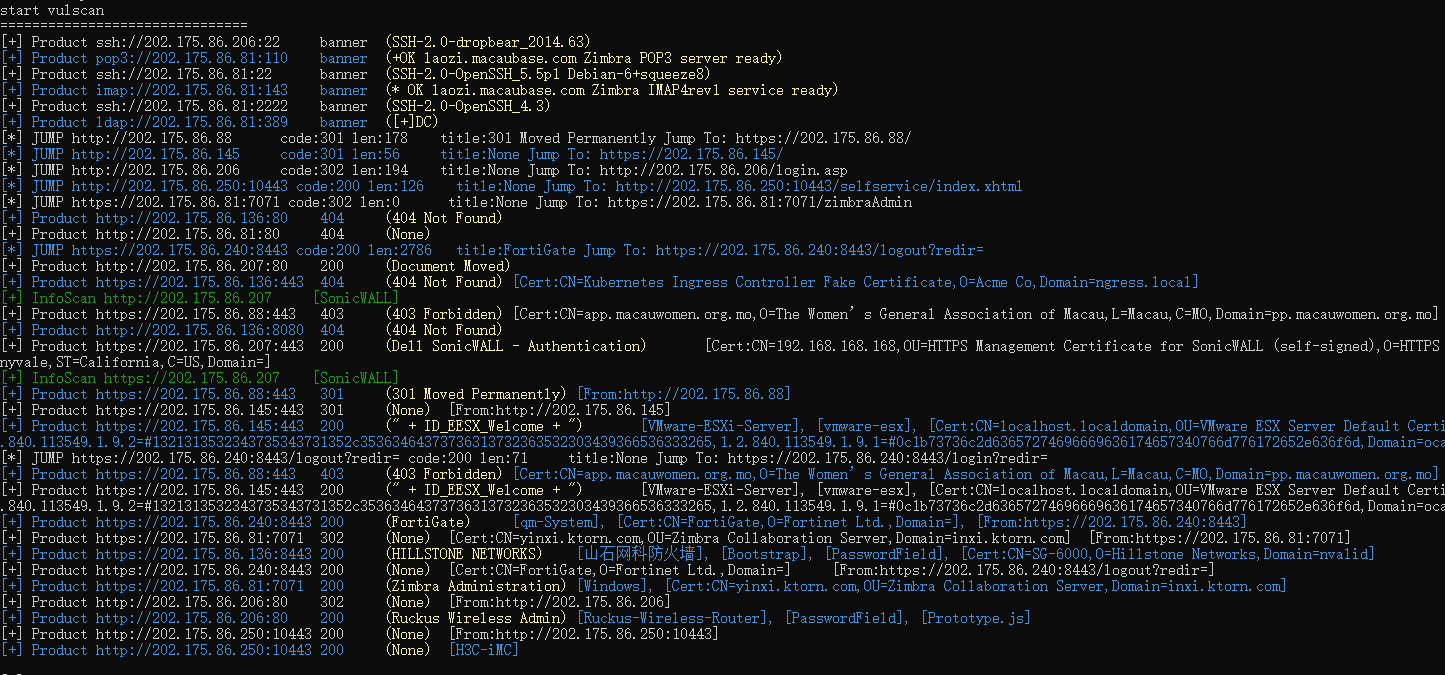 start vulscan
===============================
[+] Product ssh://202.175.86.206:22 banner (SSH-2.0-dropbear_2014.63)
[+] Product pop3://202.175.86.81:110 banner (+OK laozi.macaubase.com Zimbra POP3 server ready)
[+] Product ssh://202.175.86.81:22 banner (SSH-2.0-OpenSSH_5.5p1 Debian-6+squeeze8)
[+] Product imap://202.175.86.81:143 banner (* OK laozi.macaubase.com Zimbra IMAP4rev1 service ready)
[+] Product ssh://202.175.86.81:2222 banner (SSH-2.0-OpenSSH_4.3)
[+] Product ldap://202.175.86.81:389 banner ([+]DC)
[*] JUMP http://202.175.86.88 code:301 len:178 title:301 Moved Permanently Jump To: https://202.175.86.88/
[*] JUMP http://202.175.86.145 code:301 len:56 title:None Jump To: https://202.175.86.145/
[*] JUMP http://202.175.86.206 code:302 len:194 title:None Jump To: https://202.175.86.206/login.asp
[*] JUMP http://202.175.86.250:10443 code:200 len:126 title:None Jump To: http://202.175.86.250:10443/selfservice/index.xhtml
[*] JUMP https://202.175.86.81:7071 code:302 len:0 title:None Jump To: https://202.175.86.81:7071/zimbraAdmin
[+] Product http://202.175.86.136:80 404 (404 Not Found)
[+] Product http://202.175.86.81:80 404 (None)
[*] JUMP https://202.175.86.240:8443 code:200 len:2786 title:FortiGate Jump To: https://202.175.86.240:8443/logout?redir=
[+] Product http://202.175.86.207:80 200 (Document Moved)
[+] Product https://202.175.86.136:443 404 (404 Not Found) [Cert:CN=Kubernetes Ingress Controller Fake Certificate,O=Acme Co,Domain=ngress.local]
[+] InfoScan http://202.175.86.207 [SonicWALL]
[+] Product https://202.175.86.88:443 403 (403 Forbidden) [Cert:CN=app.macauwomen.org.mo,O=The Women's General Association of Macau,L=Macau,C=MO,Domain=pp.macauwomen.org.mo]
[+] Product http://202.175.86.136:8080 404 (404 Not Found)
[+] Product https://202.175.86.207:443 200 (Dell SonicWALL - Authentication) [Cert:CN=192.168.168.168,OU=HTTPS Management Certificate for SonicWALL (self-signed),O=HTTPS
nyvale,ST=California,C=US,Domain=]
[+] InfoScan https://202.175.86.207 [SonicWALL]
[+] Product https://202.175.86.88:443 301 (301 Moved Permanently) [From:http://202.175.86.88]
[+] Product https://202.175.86.145:443 301 (None) [From:http://202.175.86.145]
[+] Product https://202.175.86.145:443 200 (" + ID_EESX_Welcome + ") [VMware-ESXi-Server], [vmware-esx], [Cert:CN=localhost.localdomain,OU=VMware ESX Server Default Certi
[*] JUMP https://202.175.86.240:8443/logout?redir= code:200 len:71 title:None Jump To: https://202.175.86.240:8443/login?redir=
[+] Product https://202.175.86.88:443 403 (403 Forbidden) [Cert:CN=app.macauwomen.org.mo,O=The Women's General Association of Macau,L=Macau,C=MO,Domain=pp.macauwomen.org.mo]
[+] Product https://202.175.86.145:443 200 (" + ID_EESX_Welcome + ") [VMware-ESXi-Server], [vmware-esx], [Cert:CN=localhost.localdomain,OU=VMware ESX Server Default Certi
[+] Product https://202.175.86.240:8443 200 (FortiGate) [qm-System], [Cert:CN=FortiGate,O=Fortinet Ltd.,Domain=], [From:https://202.175.86.240:8443]
[+] Product https://202.175.86.81:7071 302 (None) [Cert:CN=yinxi.ktorn.com,OU=Zimbra Collaboration Server,Domain=inxi.ktorn.com] [From:https://202.175.86.81:7071]
[+] Product https://202.175.86.136:8443 200 (HILLSTONE NETWORKS) [山石网科防火墙], [Bootstrap], [PasswordField], [Cert:CN=SG-6000,O=Hillstone Networks,Domain=nvalid]
[+] Product https://202.175.86.240:8443 200 (None) [Cert:CN=FortiGate,O=Fortinet Ltd.,Domain=] [From:https://202.175.86.240:8443/logout?redir=]
[+] Product https://202.175.86.81:7071 200 (Zimbra Administration) [Windows], [Cert:CN=yinxi.ktorn.com,OU=Zimbra Collaboration Server,Domain=inxi.ktorn.com]
[+] Product http://202.175.86.206:80 302 (None) [From:http://202.175.86.206]
[+] Product http://202.175.86.206:80 200 (Ruckus Wireless Admin) [Ruckus-Wireless-Router], [PasswordField], [Prototype.js]
[+] Product http://202.175.86.250:10443 200 (None) [From:http://202.175.86.250:10443]
[+] Product http://202.175.86.250:10443 200 (None) [H3C-iMC]